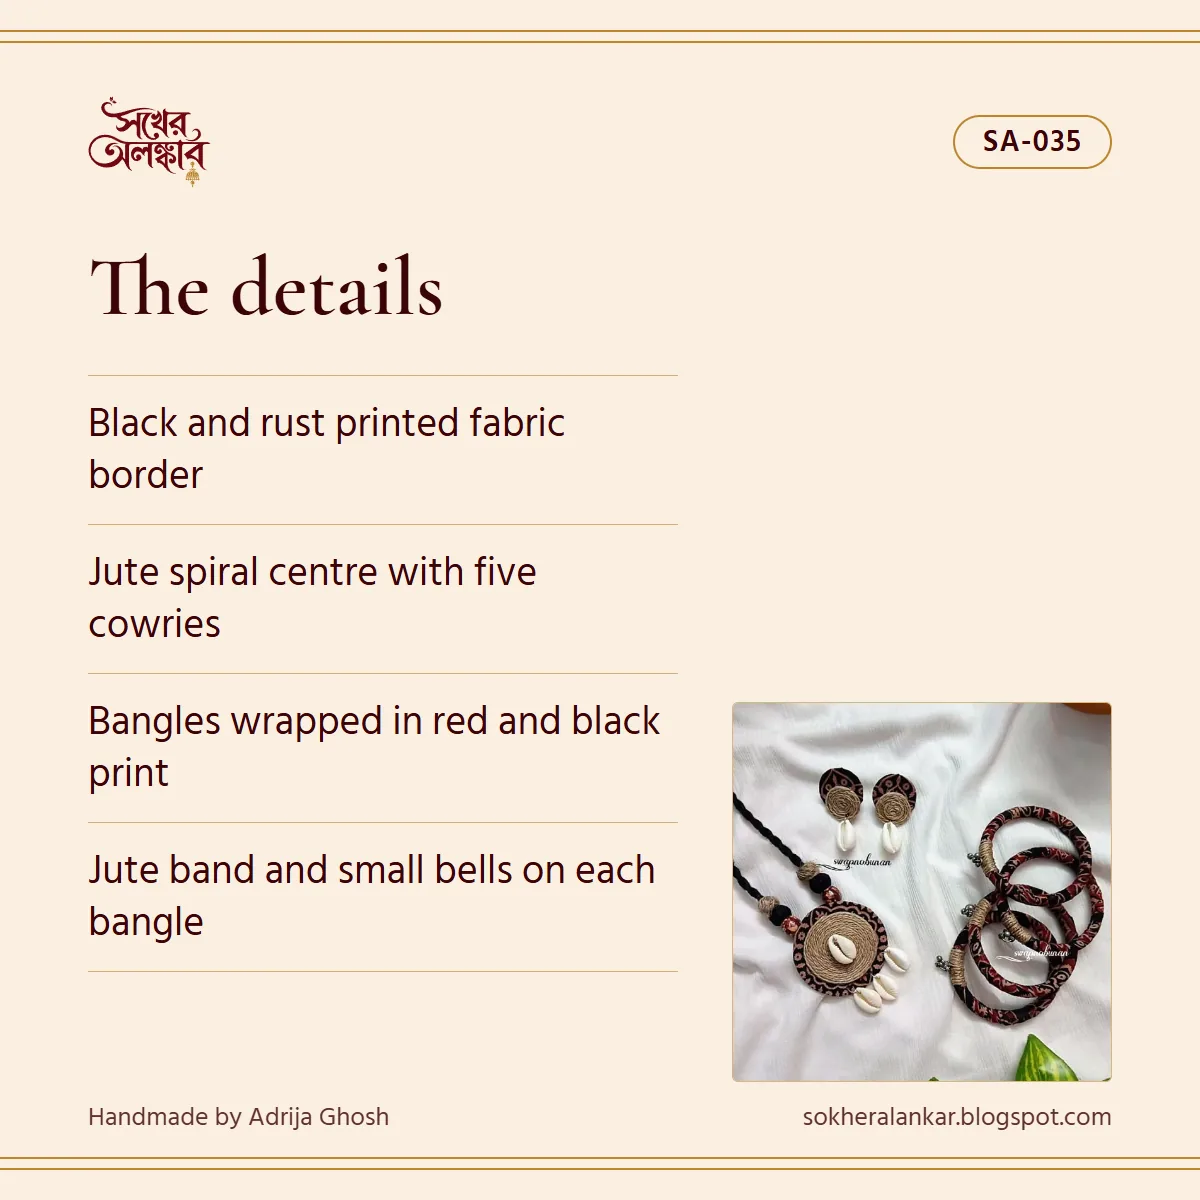 সখের
অলঙ্কার
SA-035
The details
Black and rust printed fabric
border
Jute spiral centre with five
cowries
Bangles wrapped in red and black
print
Jute band and small bells on each
bangle
swapnobunan
swapnobunan
Handmade by Adrija Ghosh
sokheralankar.blogspot.com